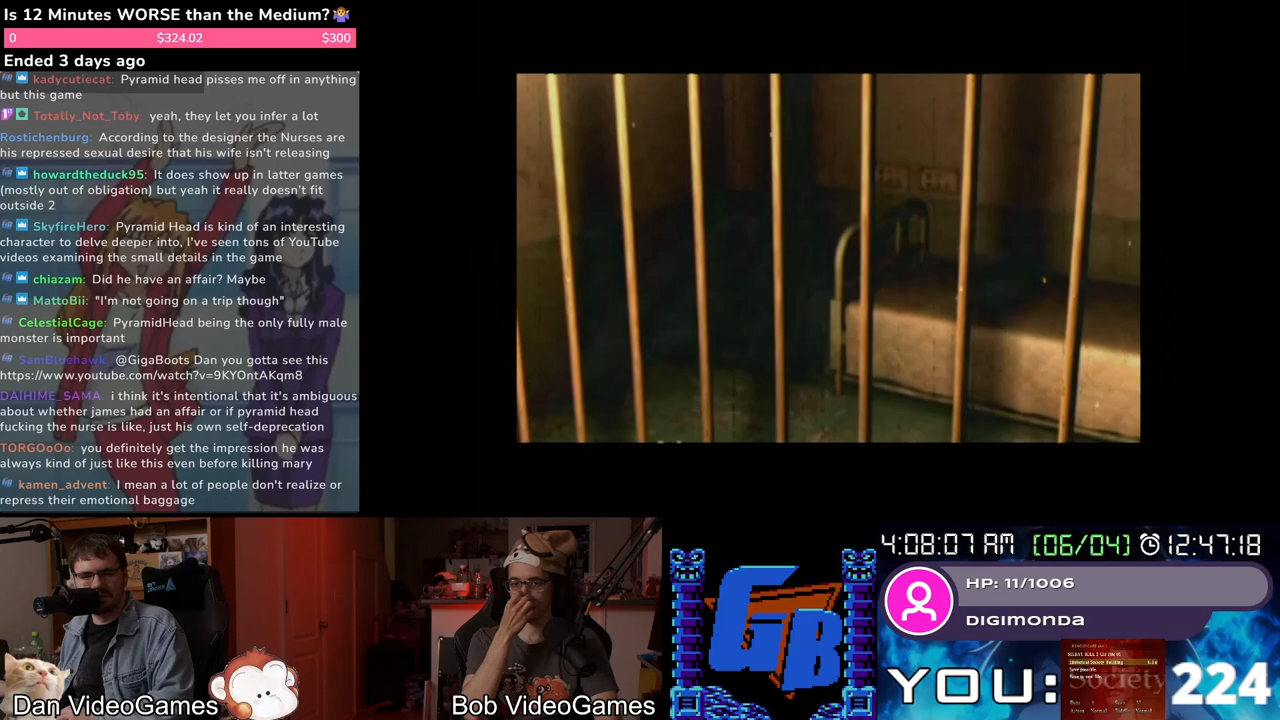 Is 12 Minutes WORSE than the Medium?🤷
0 $324.02 $300
Ended 3 days ago
kadycutiecat: Pyramid head pisses me off in anything
but this game
Totally_Not_Toby: yeah, they let you infer a lot
Rostichenburg: According to the designer the Nurses are
his repressed sexual desire that his wife isn't releasing
howardtheduck95: It does show up in latter games
(mostly out of obligation) but yeah it really doesn't fit
outside 2
SkyfireHero: Pyramid Head is kind of an interesting
character to delve deeper into, I've seen tons of YouTube
videos examining the small details in the game
chiazam: Did he have an affair? Maybe
MattoBii: "I'm not going on a trip though"
CelestialCage: PyramidHead being the only fully male
monster is important
SamBluehawk: @GigaBoots Dan you gotta see this
https://www.youtube.com/watch?v=9KYOntAKqm8
DAIHIME_SAMA: i think it's intentional that it's ambiguous
about whether james had an affair or if pyramid head
fucking the nurse is like, just his own self-deprecation
TORGOoOo: you definitely get the impression he was
always kind of just like this even before killing mary
kamen_advent: I mean a lot of people don't realize or
repress their emotional baggage
Dan VideoGames
Bob VideoGames
GB
4:08:07 AM [06/04] 12:47:18
HP: 11/1006
DIGIMONDA
YOU: 224
Society